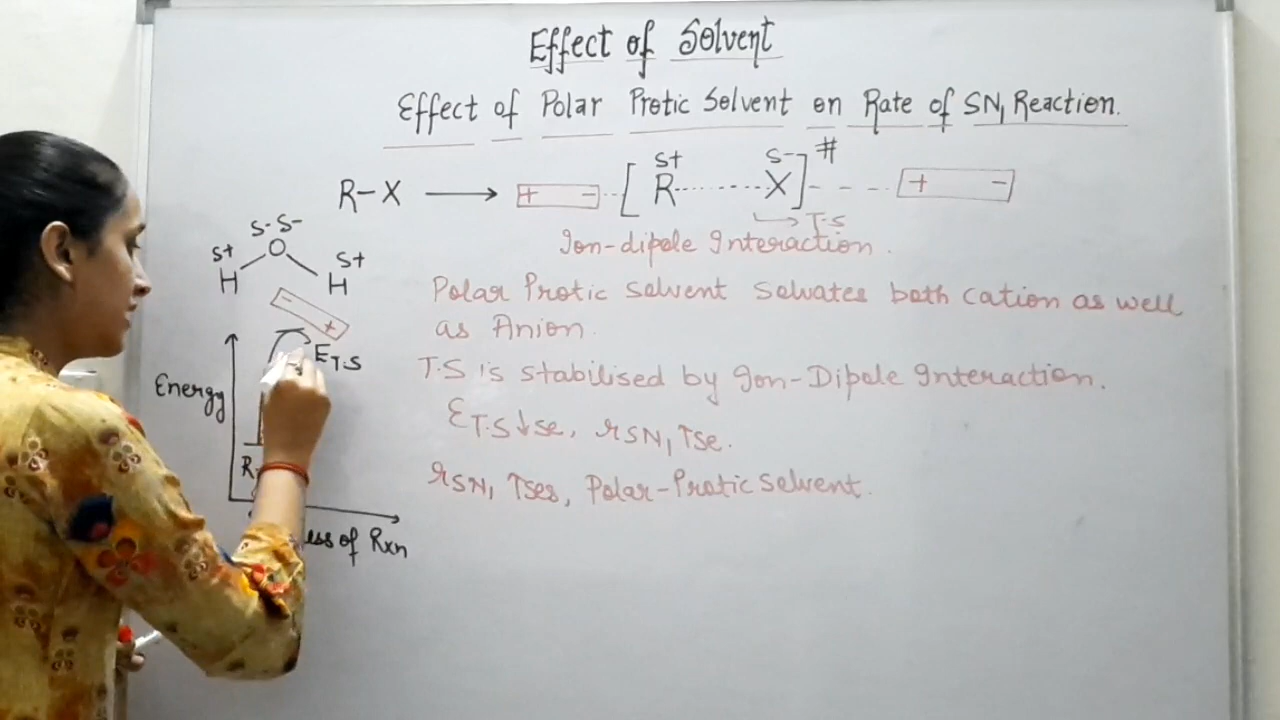 Effect of Solvent
Effect of Polar Protic Solvent on Rate of SN1 Reaction.
R-X → + - [ R S+ ........ X S- ]# - - - + -
→ T.S
Ion-dipole Interaction.
S- S-
S+ O S+
H H
- +
Polar Protic Solvent Solvates both Cation as well
as Anion.
T.S is stabilised by Ion-Dipole Interaction.
ET.S ↓se, rSN1 ↑se.
rSN1 ↑ses, Polar-Protic Solvent.
ET.S
Energy
R
ess of Rxn